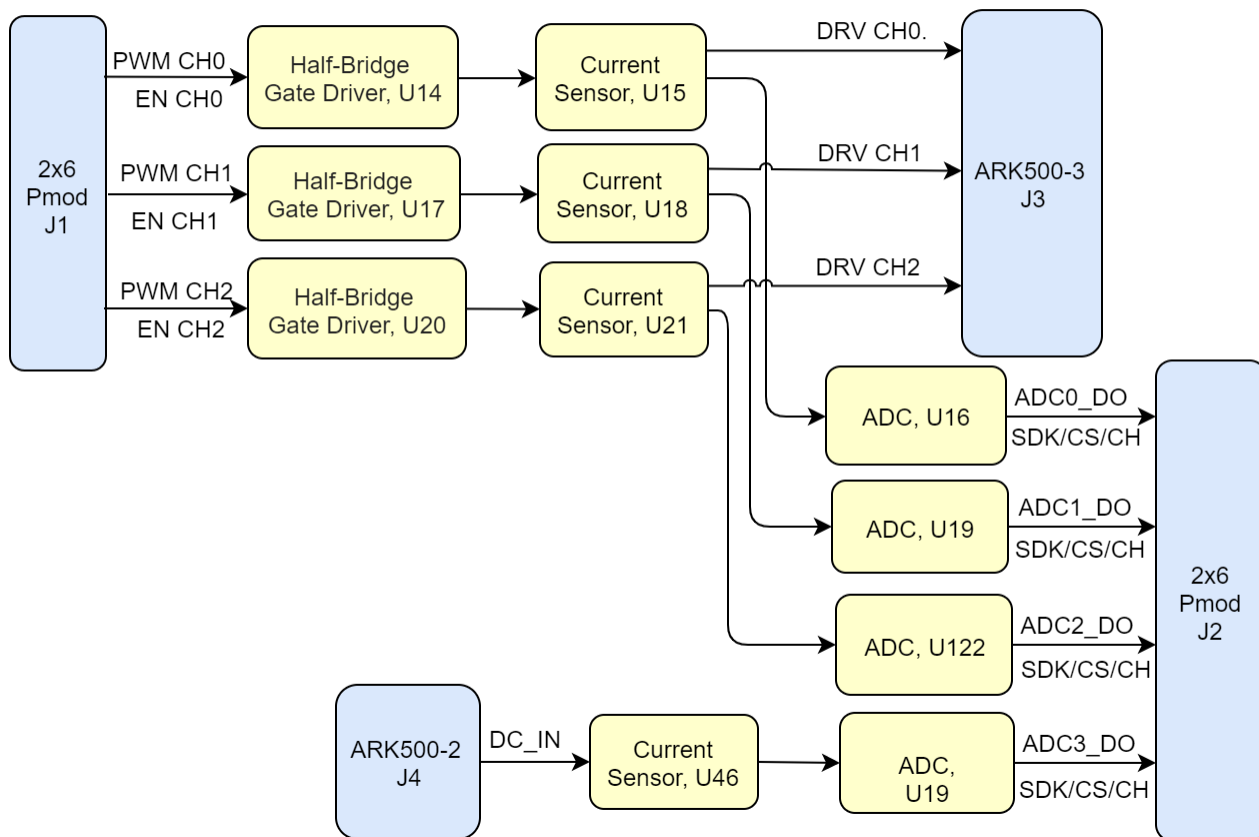 2x6
Pmod
J1
PWM CH0
EN CH0
Half-Bridge
Gate Driver, U14
Current
Sensor, U15
DRV CH0.
PWM CH1
EN CH1
Half-Bridge
Gate Driver, U17
Current
Sensor, U18
DRV CH1
PWM CH2
EN CH2
Half-Bridge
Gate Driver, U20
Current
Sensor, U21
DRV CH2
ARK500-3
J3
ADC, U16
ADC0_DO
SDK/CS/CH
ADC, U19
ADC1_DO
SDK/CS/CH
ADC, U122
ADC2_DO
SDK/CS/CH
2x6
Pmod
J2
ARK500-2
J4
DC_IN
Current
Sensor, U46
ADC,
U19
ADC3_DO
SDK/CS/CH